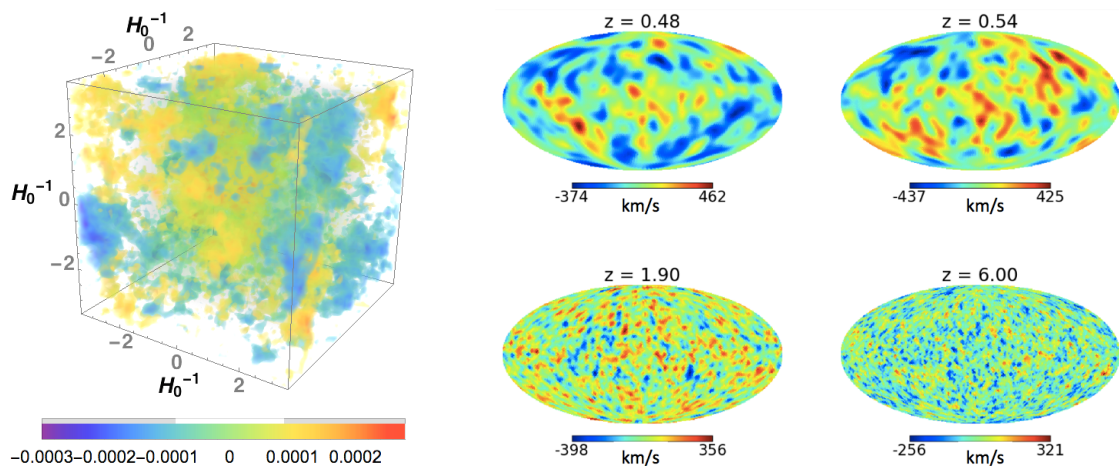 H₀⁻¹
-2
0
2
2
H₀⁻¹
0
-2
-2
0
2
H₀⁻¹
-0.0003 -0.0002 -0.0001 0 0.0001 0.0002
z = 0.48
-374 462
km/s
z = 0.54
-437 425
km/s
z = 1.90
-398 356
km/s
z = 6.00
-256 321
km/s